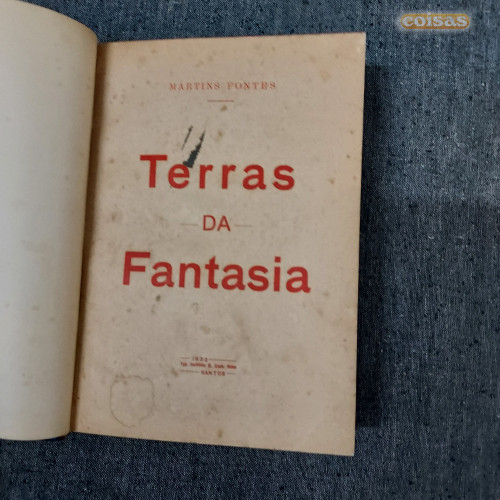 coisas
MARTINS FONTES
Terras
DA
Fantasia
SANTOS